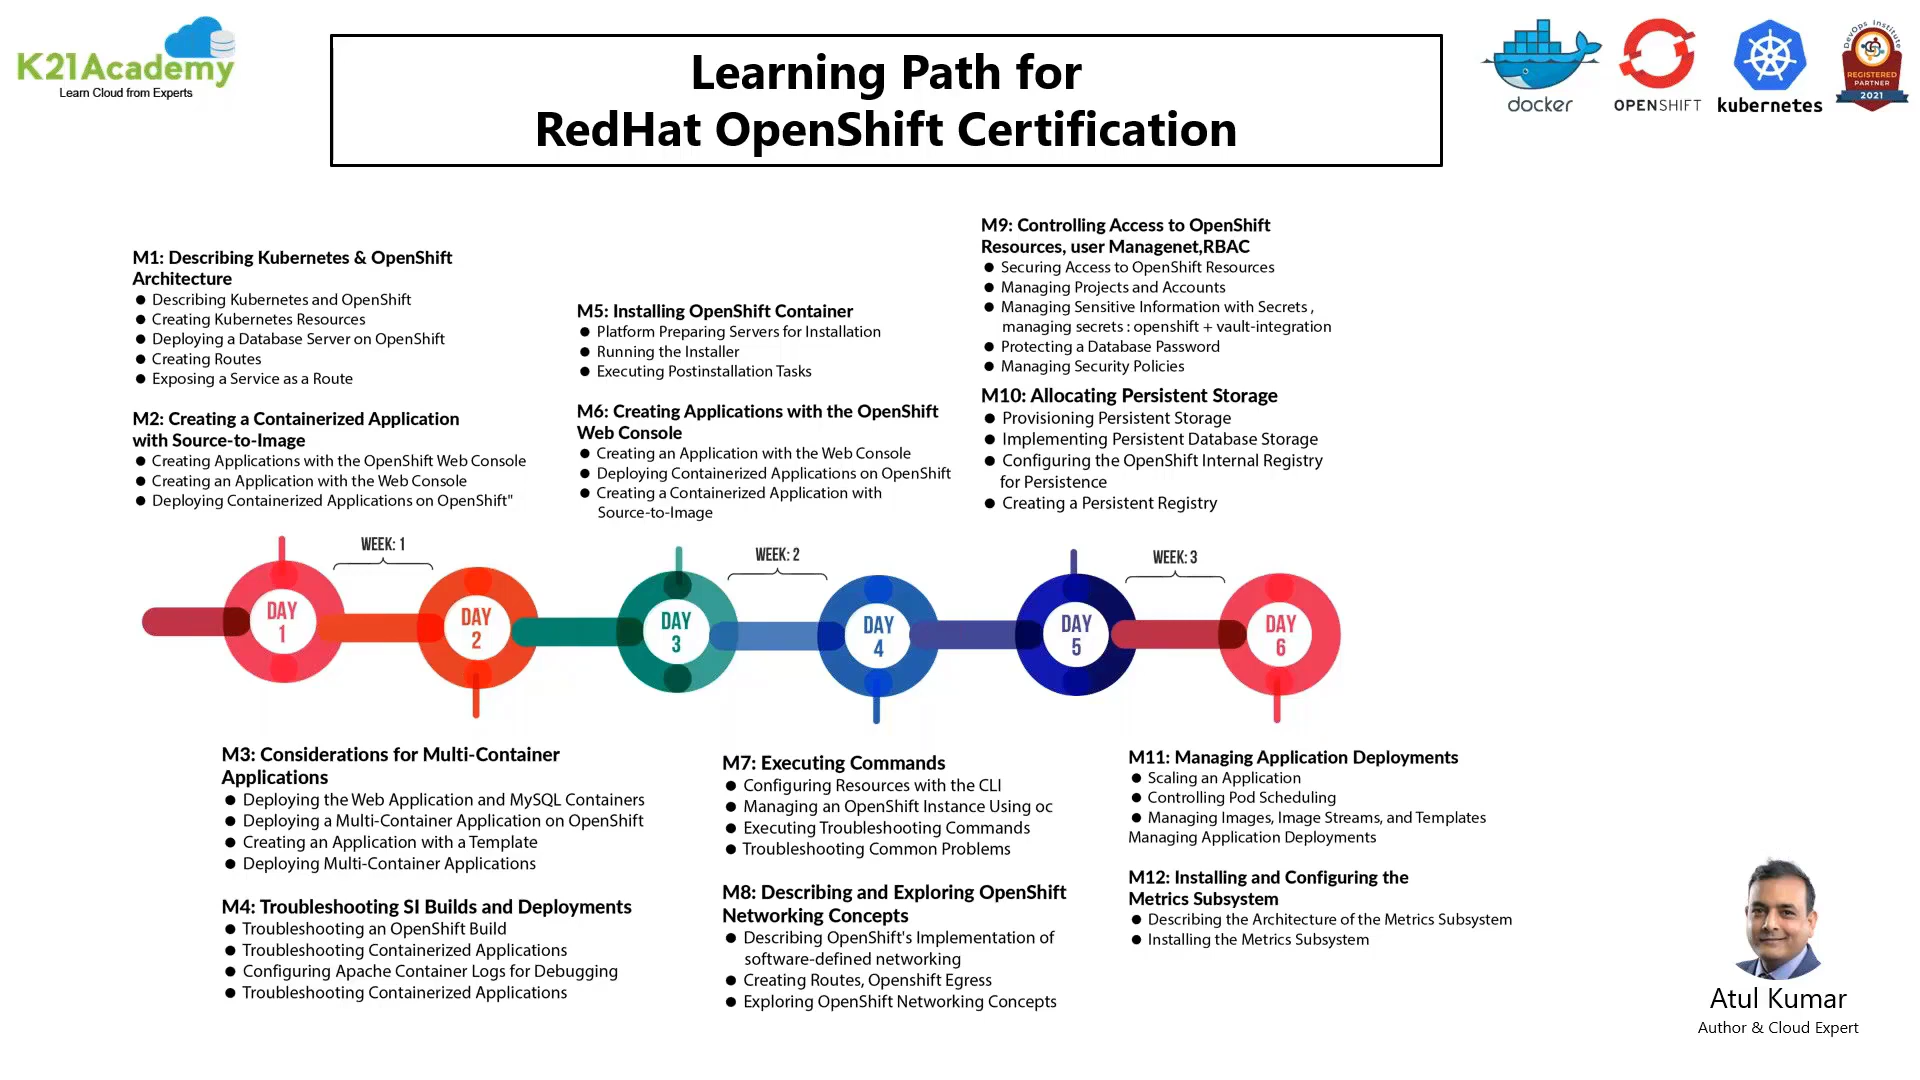 K21Academy
Learn Cloud from Experts
Learning Path for
RedHat OpenShift Certification
docker
OPENSHIFT
kubernetes
DevOps Institute
REGISTERED
PARTNER
2021
M1: Describing Kubernetes & OpenShift
Architecture
● Describing Kubernetes and OpenShift
● Creating Kubernetes Resources
● Deploying a Database Server on OpenShift
● Creating Routes
● Exposing a Service as a Route
M2: Creating a Containerized Application
with Source-to-Image
● Creating Applications with the OpenShift Web Console
● Creating an Application with the Web Console
● Deploying Containerized Applications on OpenShift"
M5: Installing OpenShift Container
● Platform Preparing Servers for Installation
● Running the Installer
● Executing Postinstallation Tasks
M6: Creating Applications with the OpenShift
Web Console
● Creating an Application with the Web Console
● Deploying Containerized Applications on OpenShift
● Creating a Containerized Application with
Source-to-Image
M9: Controlling Access to OpenShift
Resources, user Managenet,RBAC
● Securing Access to OpenShift Resources
● Managing Projects and Accounts
● Managing Sensitive Information with Secrets ,
managing secrets : openshift + vault-integration
● Protecting a Database Password
● Managing Security Policies
M10: Allocating Persistent Storage
● Provisioning Persistent Storage
● Implementing Persistent Database Storage
● Configuring the OpenShift Internal Registry
for Persistence
● Creating a Persistent Registry
WEEK: 1
WEEK: 2
WEEK: 3
DAY
1
DAY
2
DAY
3
DAY
4
DAY
5
DAY
6
M3: Considerations for Multi-Container
Applications
● Deploying the Web Application and MySQL Containers
● Deploying a Multi-Container Application on OpenShift
● Creating an Application with a Template
● Deploying Multi-Container Applications
M4: Troubleshooting SI Builds and Deployments
● Troubleshooting an OpenShift Build
● Troubleshooting Containerized Applications
● Configuring Apache Container Logs for Debugging
● Troubleshooting Containerized Applications
M7: Executing Commands
● Configuring Resources with the CLI
● Managing an OpenShift Instance Using oc
● Executing Troubleshooting Commands
● Troubleshooting Common Problems
M8: Describing and Exploring OpenShift
Networking Concepts
● Describing OpenShift's Implementation of
software-defined networking
● Creating Routes, Openshift Egress
● Exploring OpenShift Networking Concepts
M11: Managing Application Deployments
● Scaling an Application
● Controlling Pod Scheduling
● Managing Images, Image Streams, and Templates
Managing Application Deployments
M12: Installing and Configuring the
Metrics Subsystem
● Describing the Architecture of the Metrics Subsystem
● Installing the Metrics Subsystem
Atul Kumar
Author & Cloud Expert